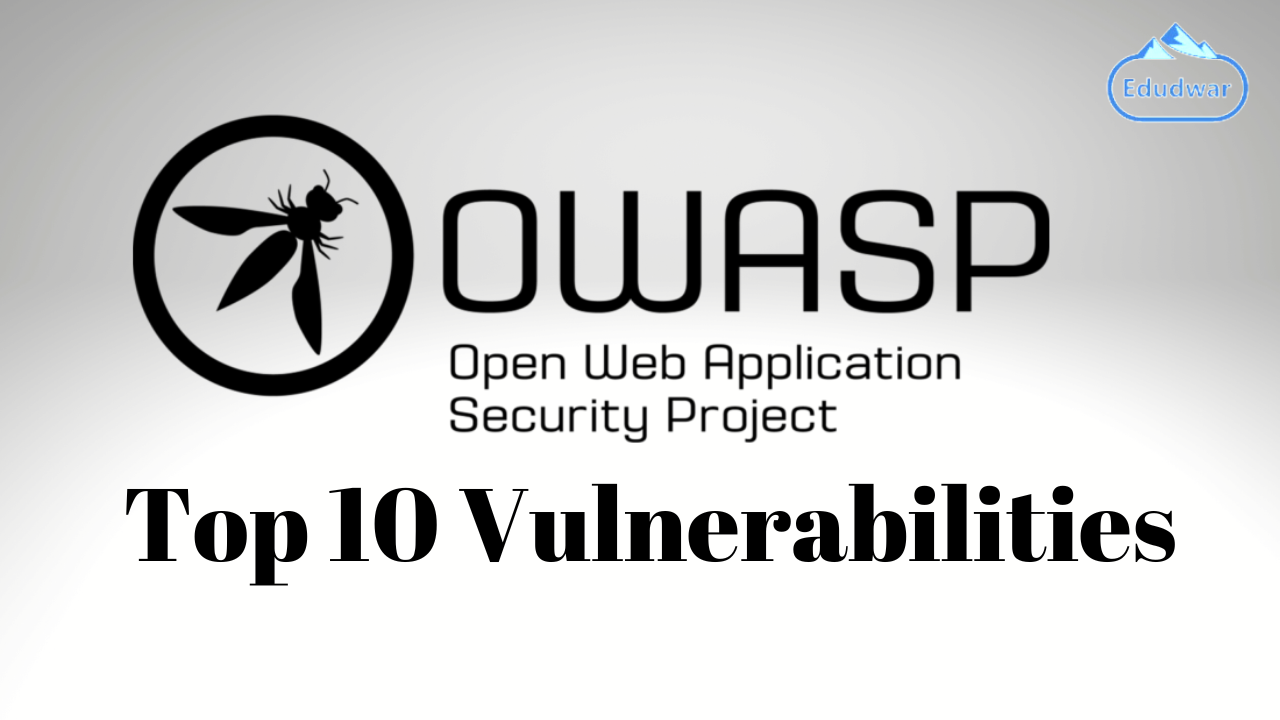 Edudwar
OWASP
Open Web Application
Security Project
Top 10 Vulnerabilities